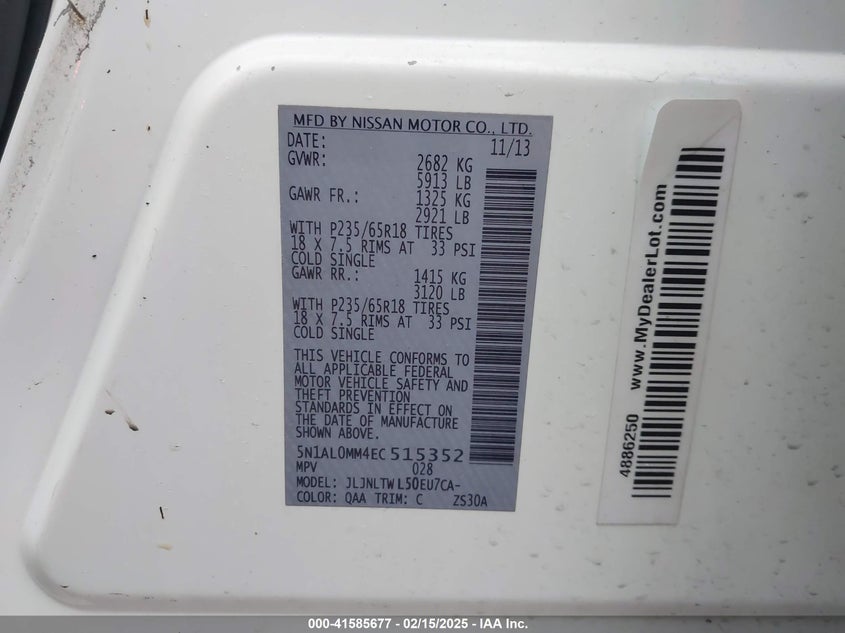 MFD BY NISSAN MOTOR CO., LTD.
DATE: 11/13
GVWR: 2682 KG
5913 LB
GAWR FR.: 1325 KG
2921 LB
WITH P235/65R18 TIRES
18 X 7.5 RIMS AT 33 PSI
COLD SINGLE
GAWR RR.: 1415 KG
3120 LB
WITH P235/65R18 TIRES
18 X 7.5 RIMS AT 33 PSI
COLD SINGLE
THIS VEHICLE CONFORMS TO
ALL APPLICABLE FEDERAL
MOTOR VEHICLE SAFETY AND
THEFT PREVENTION
STANDARDS IN EFFECT ON
THE DATE OF MANUFACTURE
SHOWN ABOVE.
5N1AL0MM4EC515352
MPV 028
MODEL: JLJNLTWL50EU7CA-
COLOR: QAA TRIM: C ZS30A
www.MyDealerLot.com
4886250
000-41585677 - 02/15/2025 - IAA Inc.